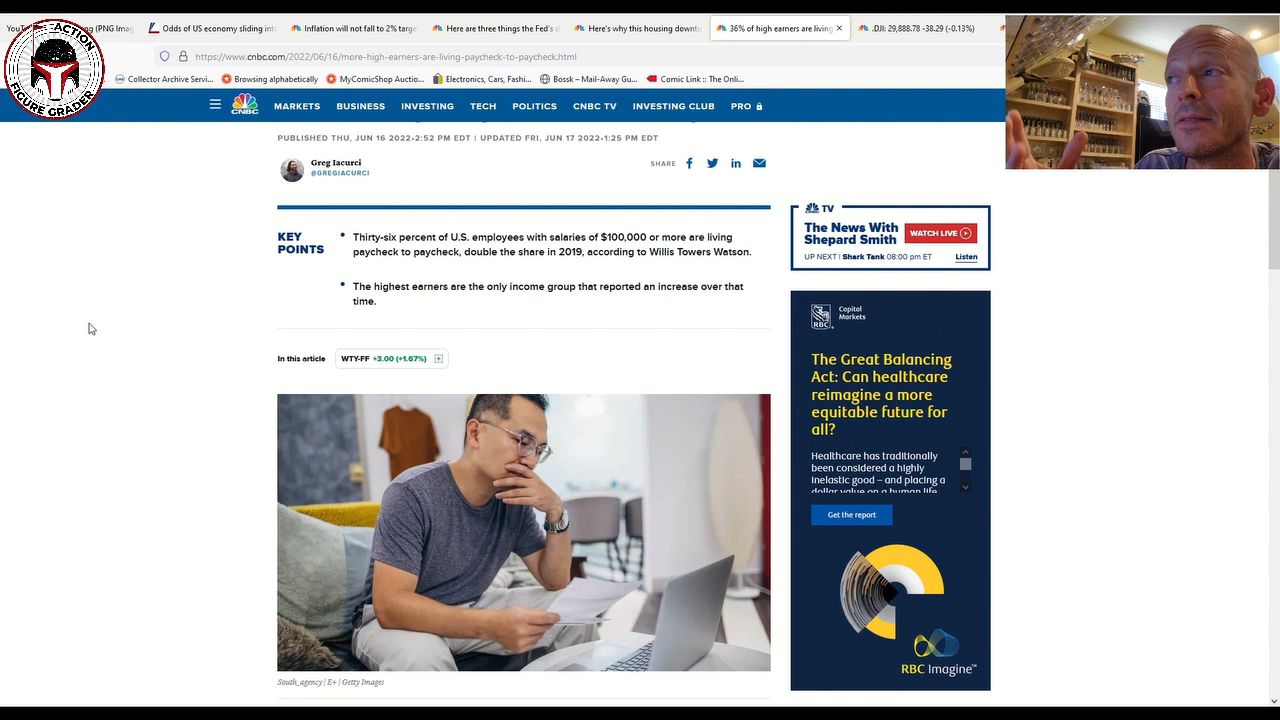 YouT
ng (PNG Imag
Odds of US economy sliding int
Inflation will not fall to 2% targe
Here are three things the Fed's d
Here's why this housing downtu
36% of high earners are living
.DJI: 29,888.78 -38.29 (-0.13%)
ACTION
FIGURE GRADER
https://www.cnbc.com/2022/06/16/more-high-earners-are-living-paycheck-to-paycheck.html
Collector Archive Servi...
Browsing alphabetically
MyComicShop Auctio...
Electronics, Cars, Fashi...
Bossk – Mail-Away Gu...
Comic Link :: The Onli...
CNBC
MARKETS
BUSINESS
INVESTING
TECH
POLITICS
CNBC TV
INVESTING CLUB
PRO
PUBLISHED THU, JUN 16 2022•2:52 PM EDT | UPDATED FRI, JUN 17 2022•1:25 PM EDT
Greg Iacurci
@GREGIACURCI
SHARE
KEY
POINTS
Thirty-six percent of U.S. employees with salaries of $100,000 or more are living
paycheck to paycheck, double the share in 2019, according to Willis Towers Watson.
The highest earners are the only income group that reported an increase over that
time.
In this article
WTY-FF +3.00 (+1.67%)
South_agency | E+ | Getty Images
TV
The News With
Shepard Smith
WATCH LIVE
UP NEXT | Shark Tank 08:00 pm ET
Listen
RBC
Capital
Markets
The Great Balancing
Act: Can healthcare
reimagine a more
equitable future for
all?
Healthcare has traditionally
been considered a highly
inelastic good – and placing a
dollar value on a human life
Get the report
RBC Imagine™